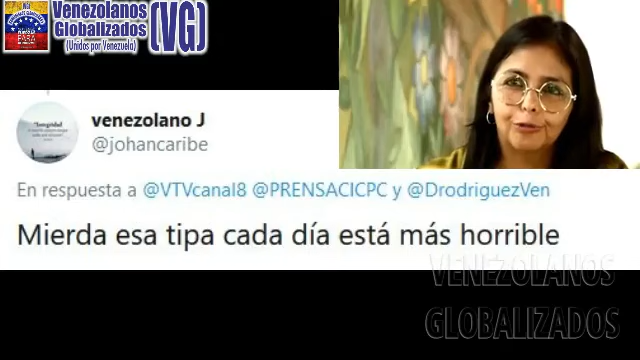 Venezolanos
Globalizados
(Unidos por Venezuela)
(VG)
venezolano J
@johancaribe
En respuesta a @VTVcanal8 @PRENSACICPC y @DrodriguezVen
Mierda esa tipa cada día está más horrible
VENEZOLANOS
GLOBALIZADOS